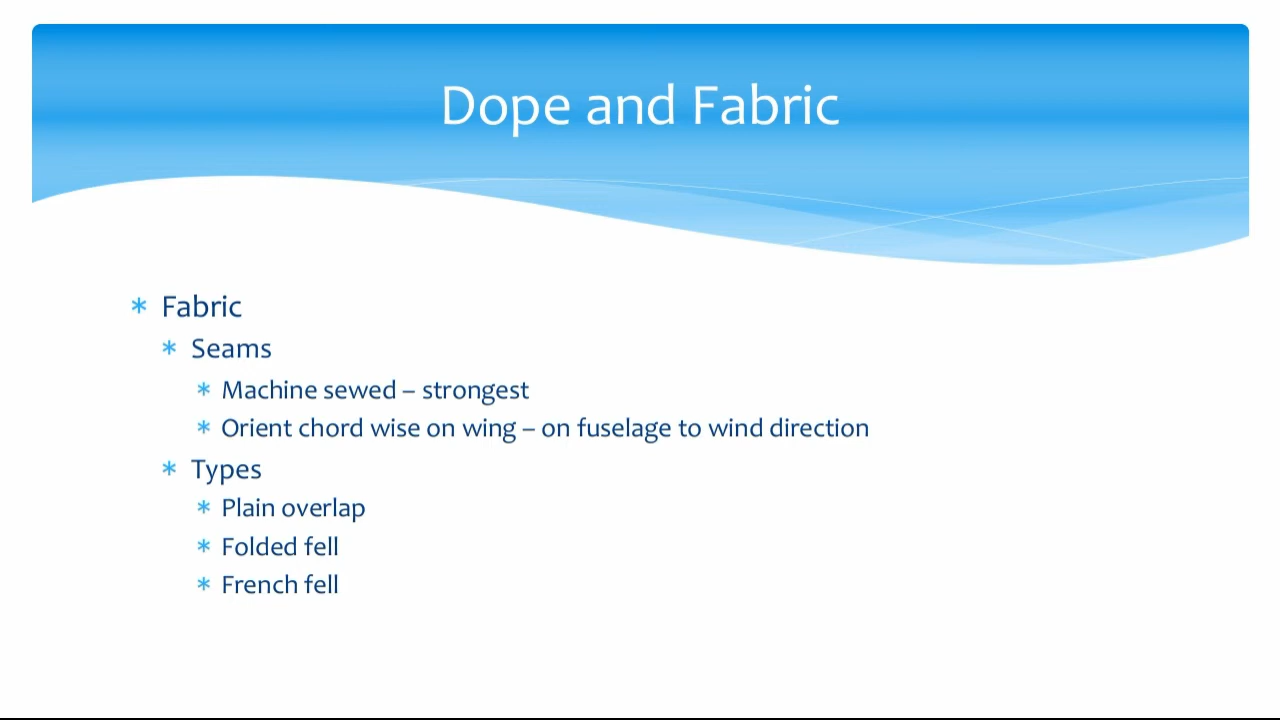 Dope and Fabric
* Fabric
* Seams
* Machine sewed – strongest
* Orient chord wise on wing – on fuselage to wind direction
* Types
* Plain overlap
* Folded fell
* French fell